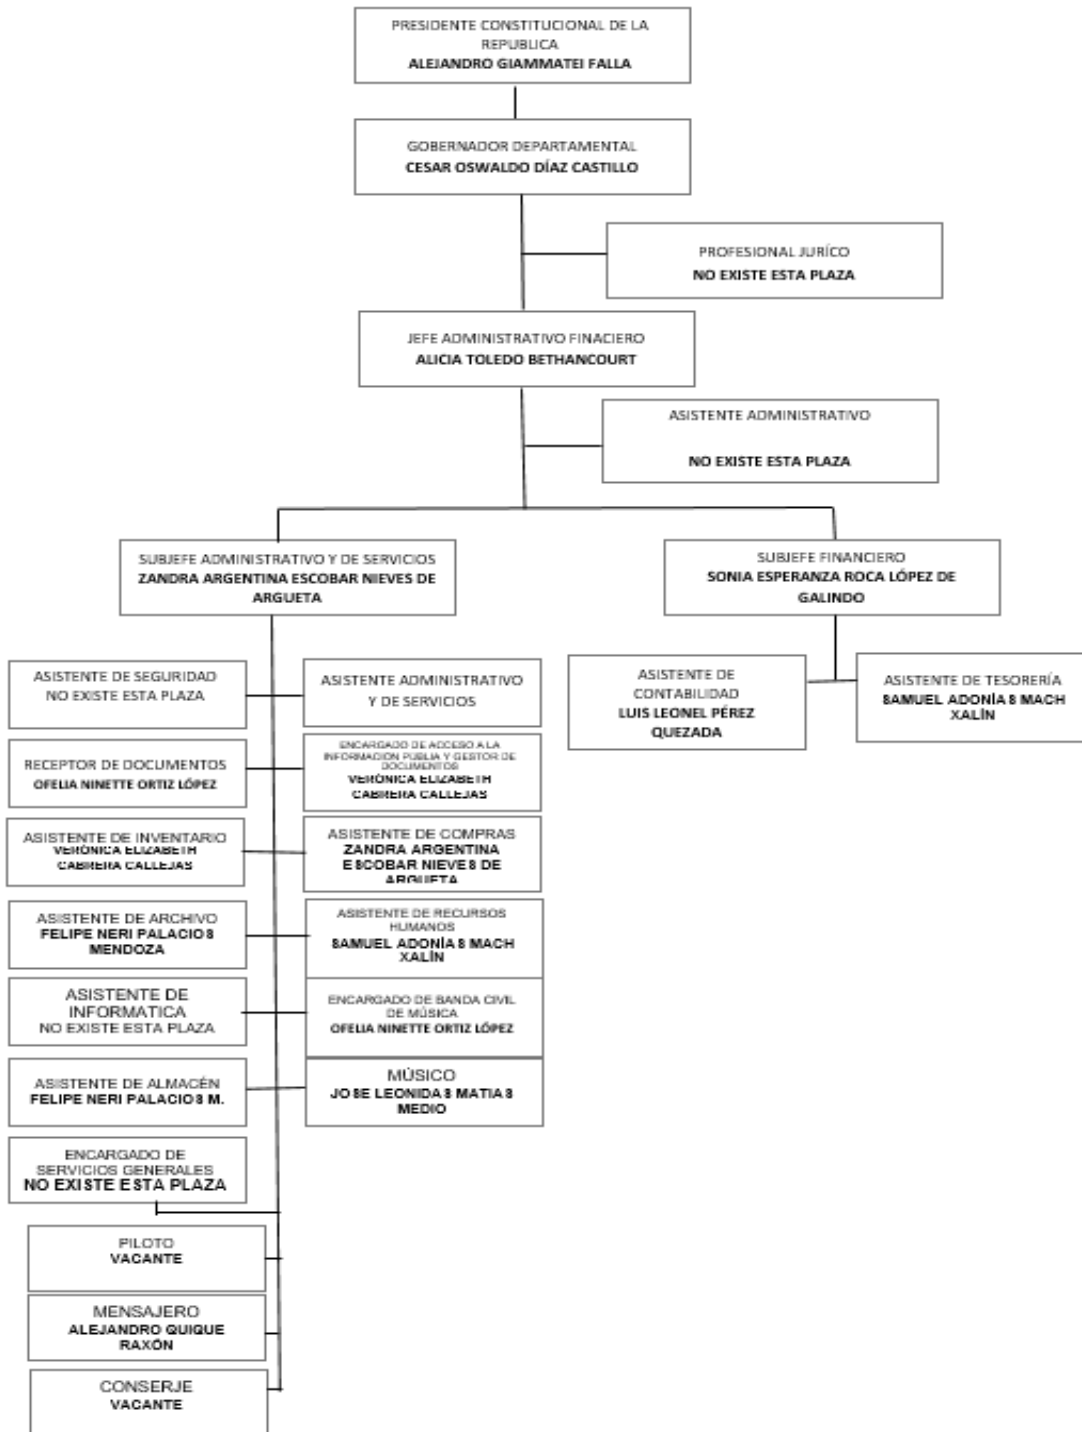 PRESIDENTE CONSTITUCIONAL DE LA
REPUBLICA
ALEJANDRO GIAMMATEI FALLA
GOBERNADOR DEPARTAMENTAL
CESAR OSWALDO DÍAZ CASTILLO
PROFESIONAL JURÍCO
NO EXISTE ESTA PLAZA
JEFE ADMINISTRATIVO FINACIERO
ALICIA TOLEDO BETHANCOURT
ASISTENTE ADMINISTRATIVO
NO EXISTE ESTA PLAZA
SUBJEFE ADMINISTRATIVO Y DE SERVICIOS
ZANDRA ARGENTINA ESCOBAR NIEVES DE
ARGUETA
SUBJEFE FINANCIERO
SONIA ESPERANZA ROCA LÓPEZ DE
GALINDO
ASISTENTE DE SEGURIDAD
NO EXISTE ESTA PLAZA
ASISTENTE ADMINISTRATIVO
Y DE SERVICIOS
ASISTENTE DE
CONTABILIDAD
LUIS LEONEL PÉREZ
QUEZADA
ASISTENTE DE TESORERÍA
SAMUEL ADONÍAS MACH
XALÍN
RECEPTOR DE DOCUMENTOS
OFELIA NINETTE ORTIZ LÓPEZ
ENCARGADO DE ACCESO A LA
INFORMACION PÚBLIA Y GESTOR DE
DOCUMENTOS
VERÓNICA ELIZABETH
CABRERA CALLEJAS
ASISTENTE DE INVENTARIO
VERÓNICA ELIZABETH
CABRERA CALLEJAS
ASISTENTE DE COMPRAS
ZANDRA ARGENTINA
ESCOBAR NIEVES DE
ARGUETA
ASISTENTE DE ARCHIVO
FELIPE NERI PALACIOS
MENDOZA
ASISTENTE DE RECURSOS
HUMANOS
SAMUEL ADONÍAS MACH
XALÍN
ASISTENTE DE
INFORMATICA
NO EXISTE ESTA PLAZA
ENCARGADO DE BANDA CIVIL
DE MÚSICA
OFELIA NINETTE ORTIZ LÓPEZ
ASISTENTE DE ALMACÉN
FELIPE NERI PALACIOS M.
MÚSICO
JOSE LEONIDAS MATIAS
MEDIO
ENCARGADO DE
SERVICIOS GENERALES
NO EXISTE ESTA PLAZA
PILOTO
VACANTE
MENSAJERO
ALEJANDRO QUIQUE
RAXÓN
CONSERJE
VACANTE